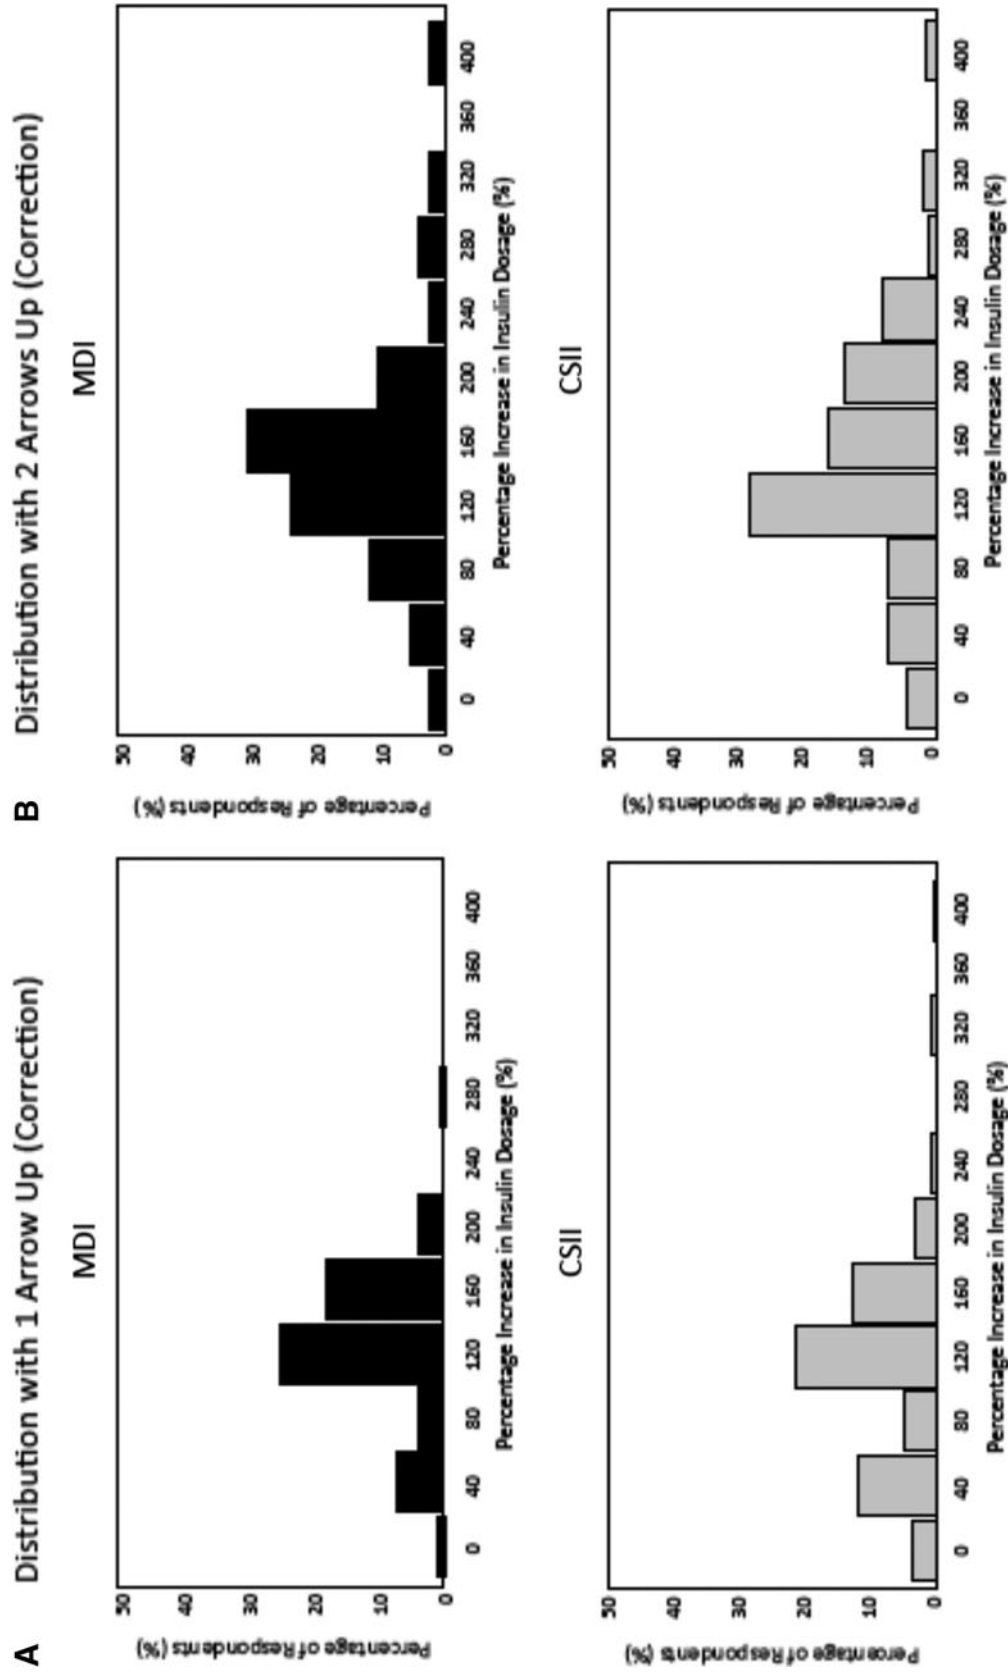 A
Distribution with 1 Arrow Up (Correction)
MDI
Percentage of Respondents (%)
50
40
30
20
10
0
0 40 80 120 160 200 240 280 320 360 400
Percentage Increase in Insulin Dosage (%)
CSII
Percentage of Respondents (%)
50
40
30
20
10
0
0 40 80 120 160 200 240 280 320 360 400
Percentage Increase in Insulin Dosage (%)
B
Distribution with 2 Arrows Up (Correction)
MDI
Percentage of Respondents (%)
50
40
30
20
10
0
0 40 80 120 160 200 240 280 320 360 400
Percentage Increase in Insulin Dosage (%)
CSII
Percentage of Respondents (%)
50
40
30
20
10
0
0 40 80 120 160 200 240 280 320 360 400
Percentage Increase in Insulin Dosage (%)